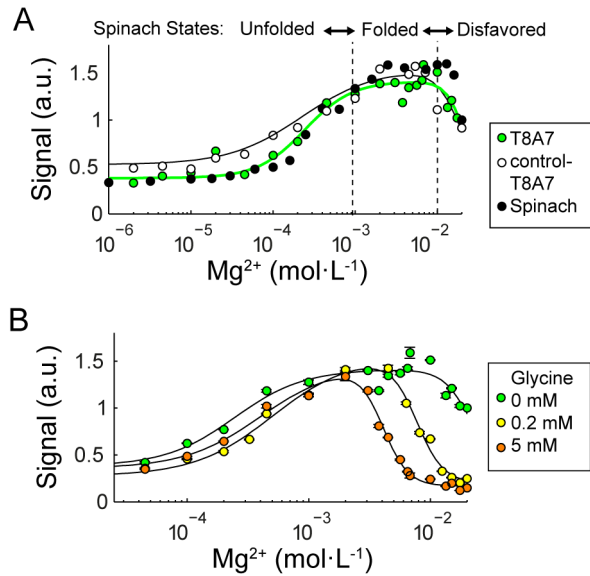 A
Spinach States: Unfolded Folded Disfavored
Signal (a.u.)
1.5
1
0.5
0
10⁻⁶ 10⁻⁵ 10⁻⁴ 10⁻³ 10⁻²
Mg²⁺ (mol·L⁻¹)
T8A7
control-
T8A7
Spinach
B
Signal (a.u.)
1.5
1
0.5
0
10⁻⁴ 10⁻³ 10⁻²
Mg²⁺ (mol·L⁻¹)
Glycine
0 mM
0.2 mM
5 mM